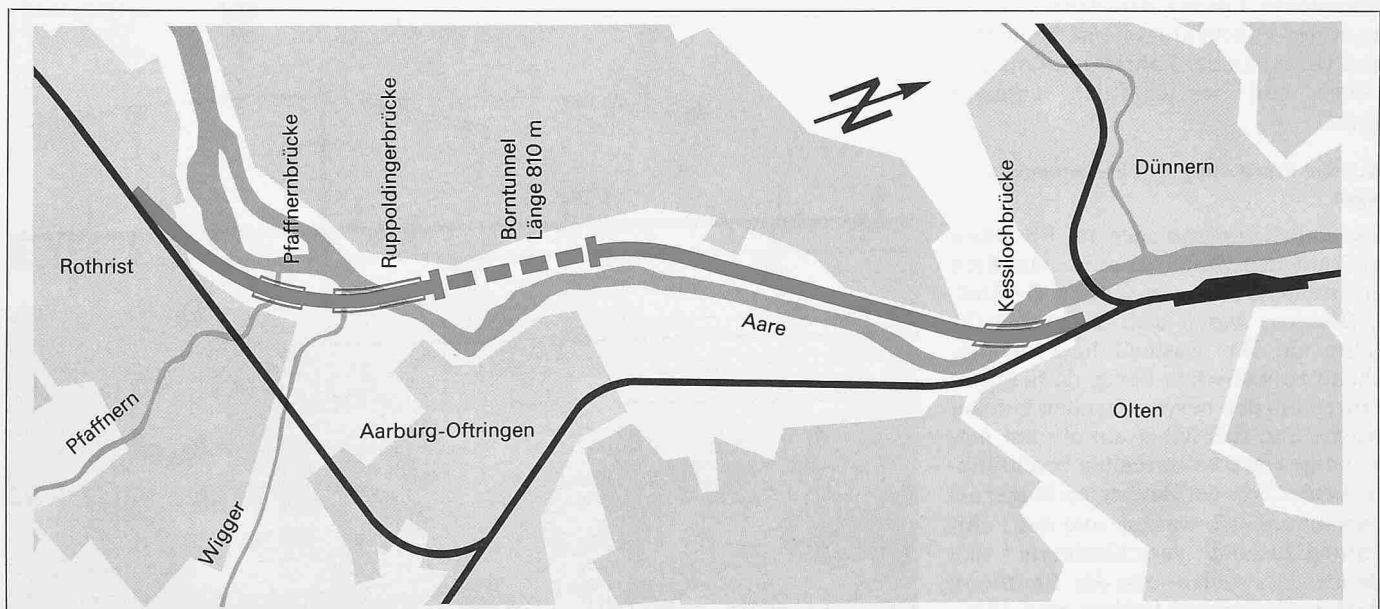 Rothrist
Pfaffnernbrücke
Ruppoldingerbrücke
Borntunnel
Länge 810 m
N
Kessilochbrücke
Dünnern
Aare
Pfaffnern
Wigger
Aarburg-Oftringen
Olten